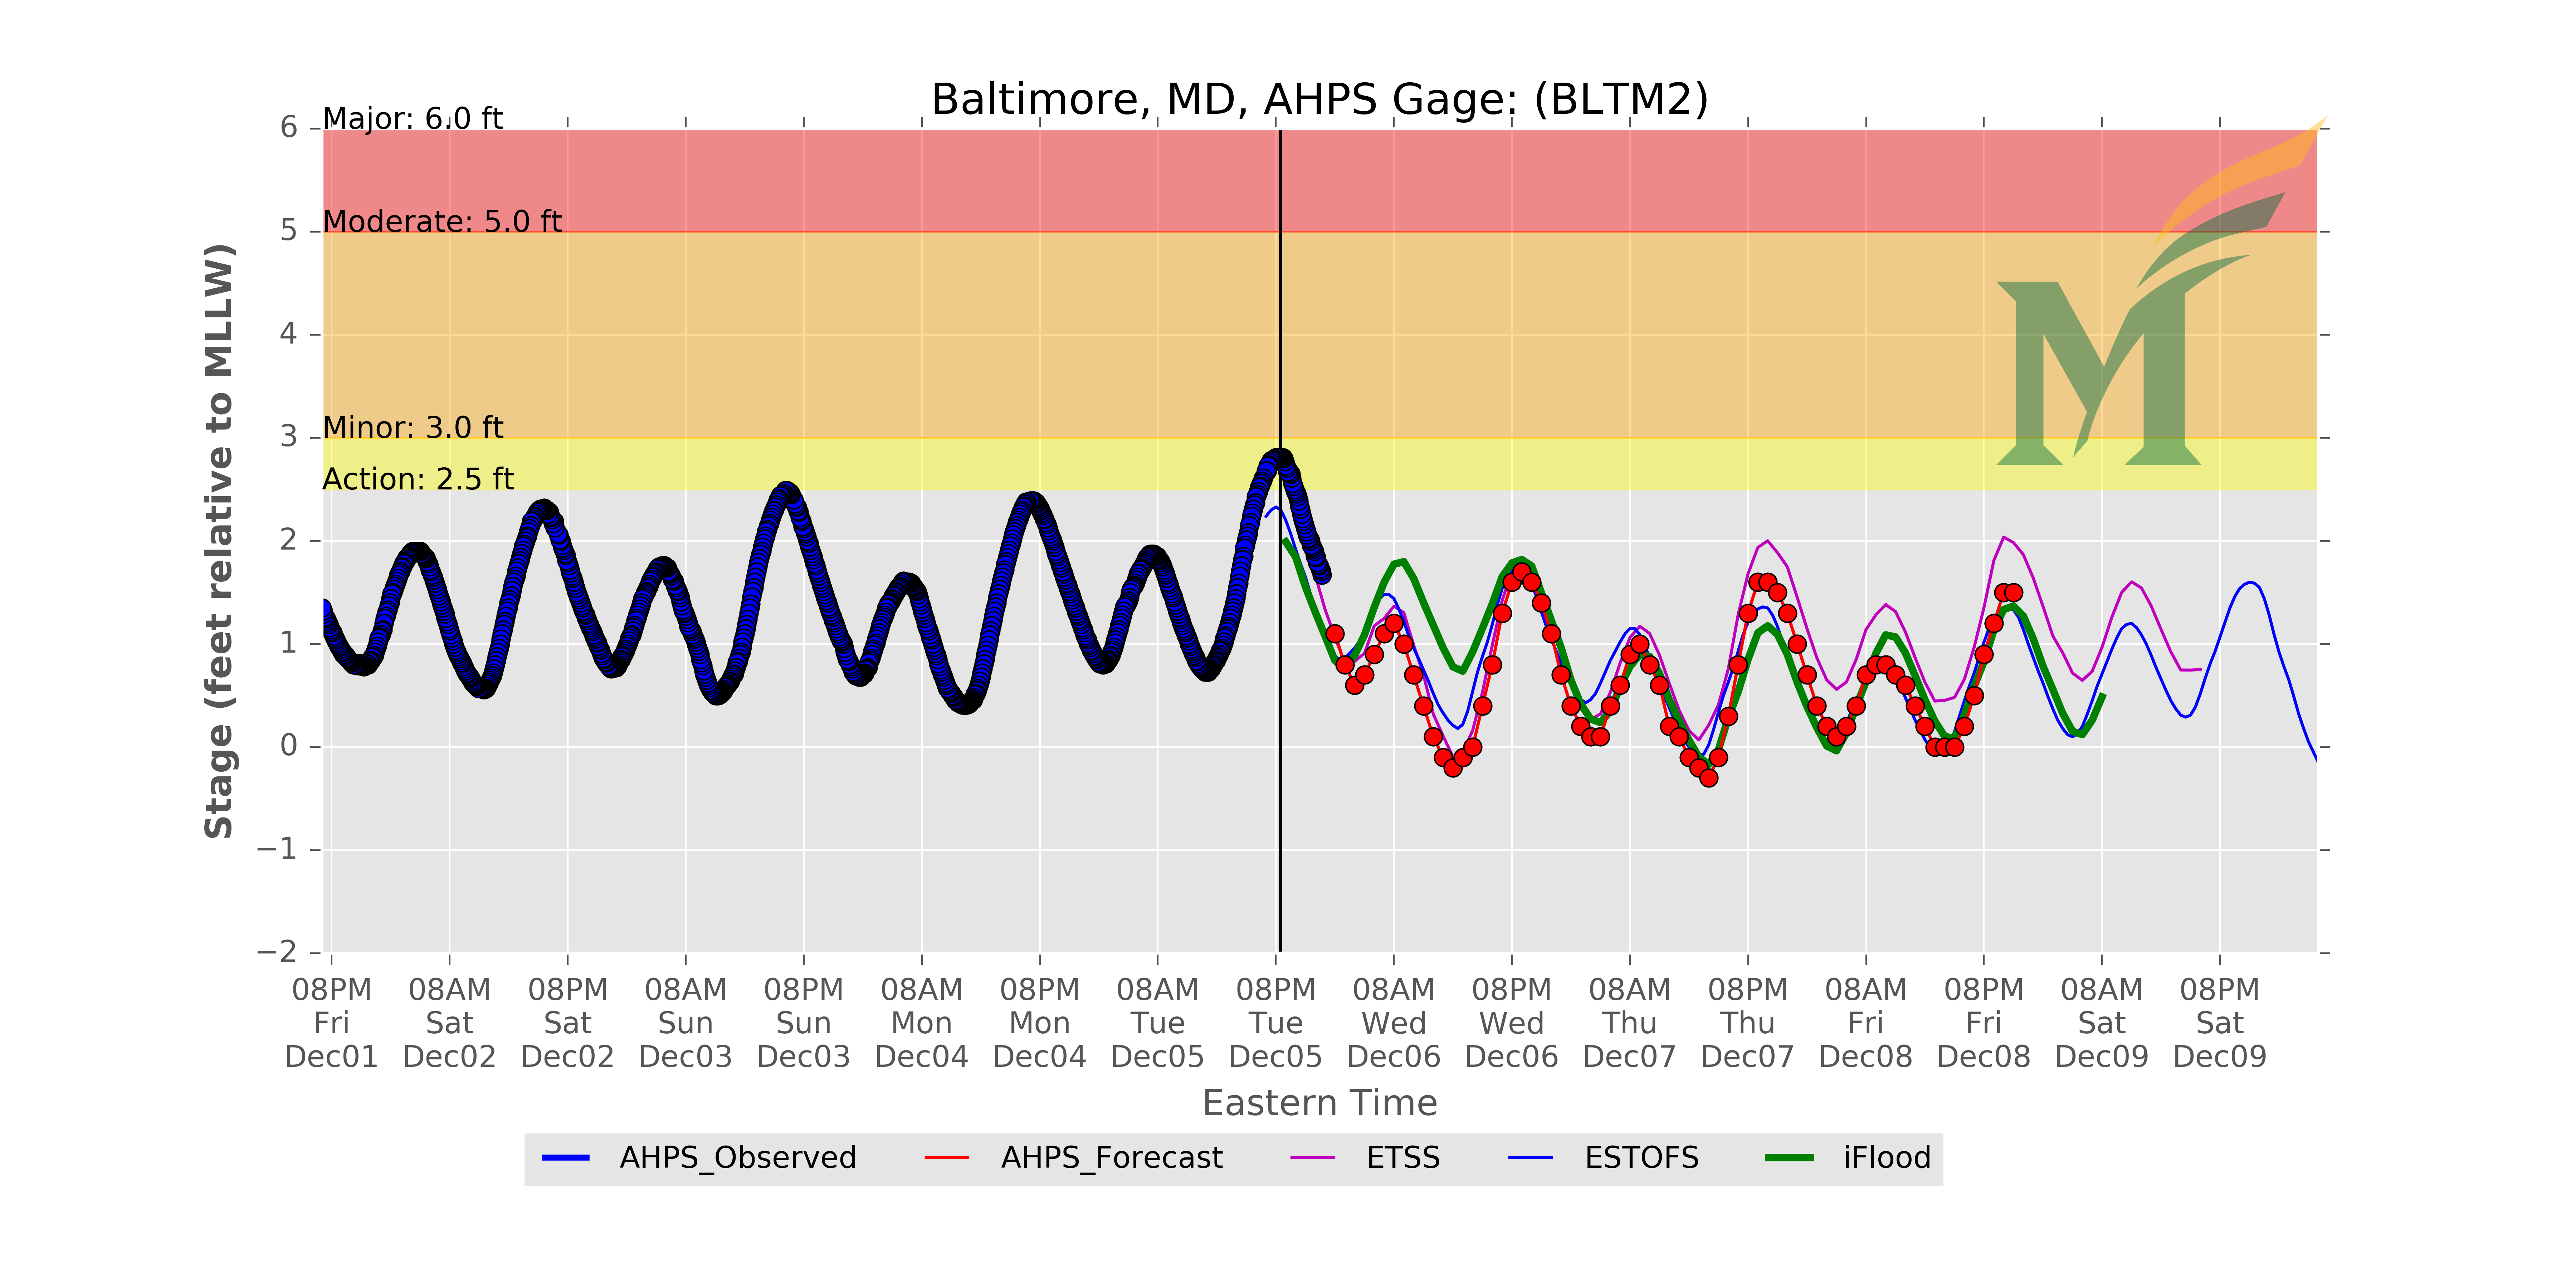 Baltimore, MD, AHPS Gage: (BLTM2)
Major: 6.0 ft
Moderate: 5.0 ft
Minor: 3.0 ft
Action: 2.5 ft
Stage (feet relative to MLLW)
6
5
4
3
2
1
0
−1
−2
08PM 08AM 08PM 08AM 08PM 08AM 08PM 08AM 08PM 08AM 08PM 08AM 08PM 08AM 08PM 08AM 08PM
Fri Sat Sat Sun Sun Mon Mon Tue Tue Wed Wed Thu Thu Fri Fri Sat Sat
Dec01 Dec02 Dec02 Dec03 Dec03 Dec04 Dec04 Dec05 Dec05 Dec06 Dec06 Dec07 Dec07 Dec08 Dec08 Dec09 Dec09
Eastern Time
AHPS_Observed AHPS_Forecast ETSS ESTOFS iFlood
M